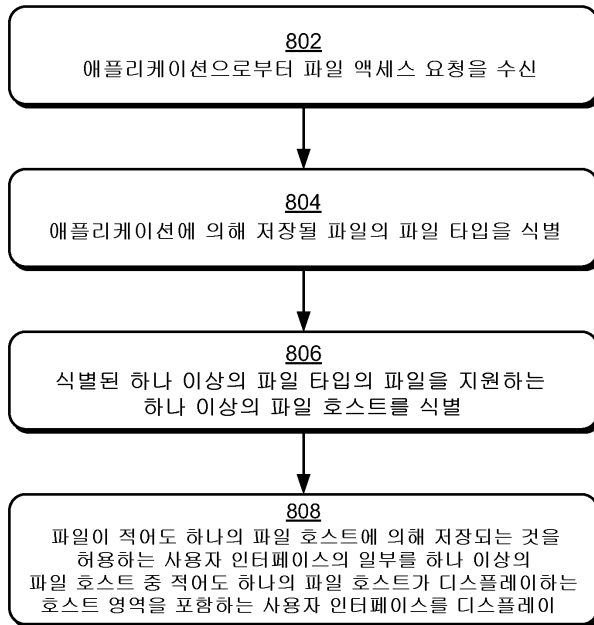 802
애플리케이션으로부터 파일 액세스 요청을 수신
804
애플리케이션에 의해 저장될 파일의 파일 타입을 식별
806
식별된 하나 이상의 파일 타입의 파일을 지원하는
하나 이상의 파일 호스트를 식별
808
파일이 적어도 하나의 파일 호스트에 의해 저장되는 것을
허용하는 사용자 인터페이스의 일부를 하나 이상의
파일 호스트 중 적어도 하나의 파일 호스트가 디스플레이하는
호스트 영역을 포함하는 사용자 인터페이스를 디스플레이